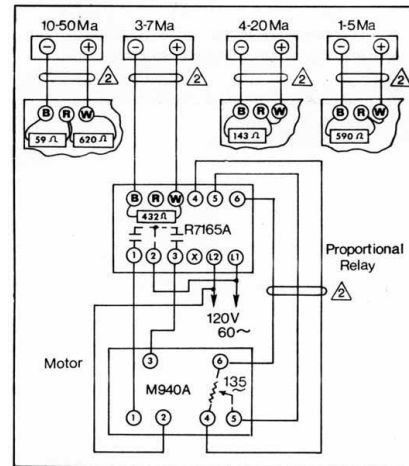 10-50Ma 3-7Ma 4-20Ma 1-5Ma
− + − + − + − +
2 2 2 2
B R W B R W B R W
59 Ω 620 Ω 143 Ω 590 Ω
B R W 4 5 6
432Ω
R7165A
1 2 3 X L2 L1
Proportional
Relay
2
120V
60~
Motor
3 6
M940A
135
1 2 4 5